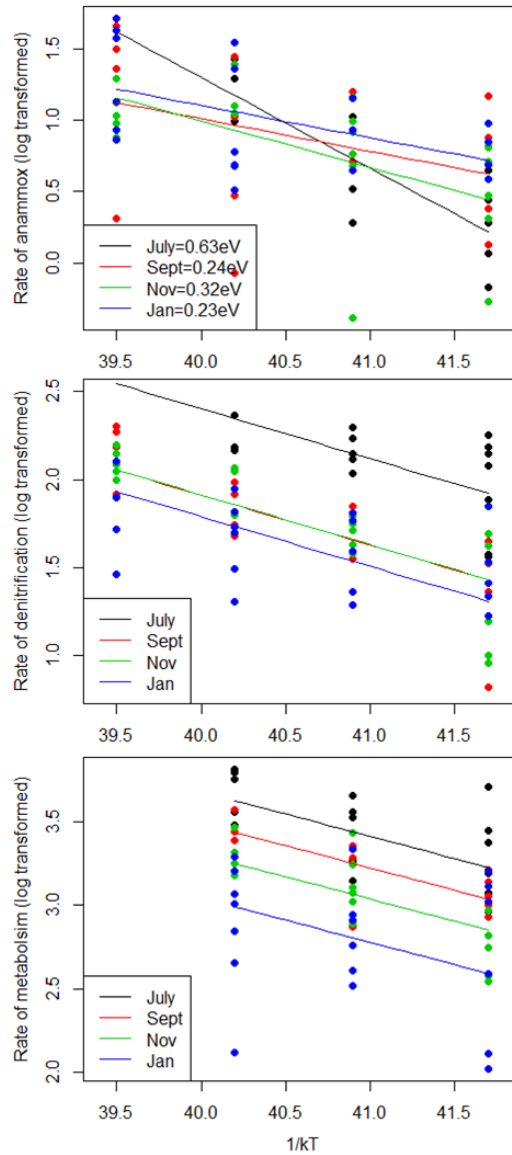 Rate of anammox (log transformed)
1.5
1.0
0.5
0.0
July=0.63eV
Sept=0.24eV
Nov=0.32eV
Jan=0.23eV
39.5 40.0 40.5 41.0 41.5
Rate of denitrification (log transformed)
2.5
2.0
1.5
1.0
July
Sept
Nov
Jan
39.5 40.0 40.5 41.0 41.5
Rate of metabolsim (log transformed)
3.5
3.0
2.5
2.0
July
Sept
Nov
Jan
39.5 40.0 40.5 41.0 41.5
1/kT